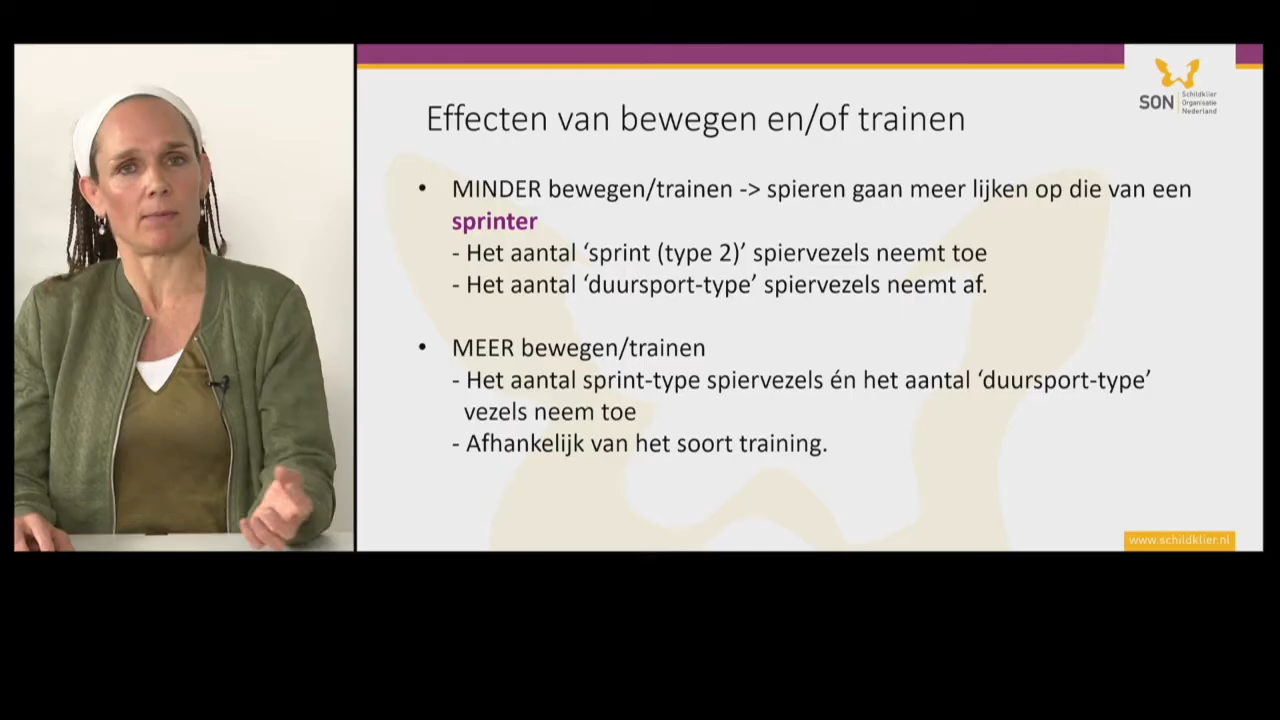 SON
Schildklier
Organisatie
Nederland
Effecten van bewegen en/of trainen
• MINDER bewegen/trainen -> spieren gaan meer lijken op die van een
sprinter
- Het aantal ‘sprint (type 2)’ spiervezels neemt toe
- Het aantal ‘duursport-type’ spiervezels neemt af.
• MEER bewegen/trainen
- Het aantal sprint-type spiervezels én het aantal ‘duursport-type’
vezels neem toe
- Afhankelijk van het soort training.
www.schildklier.nl